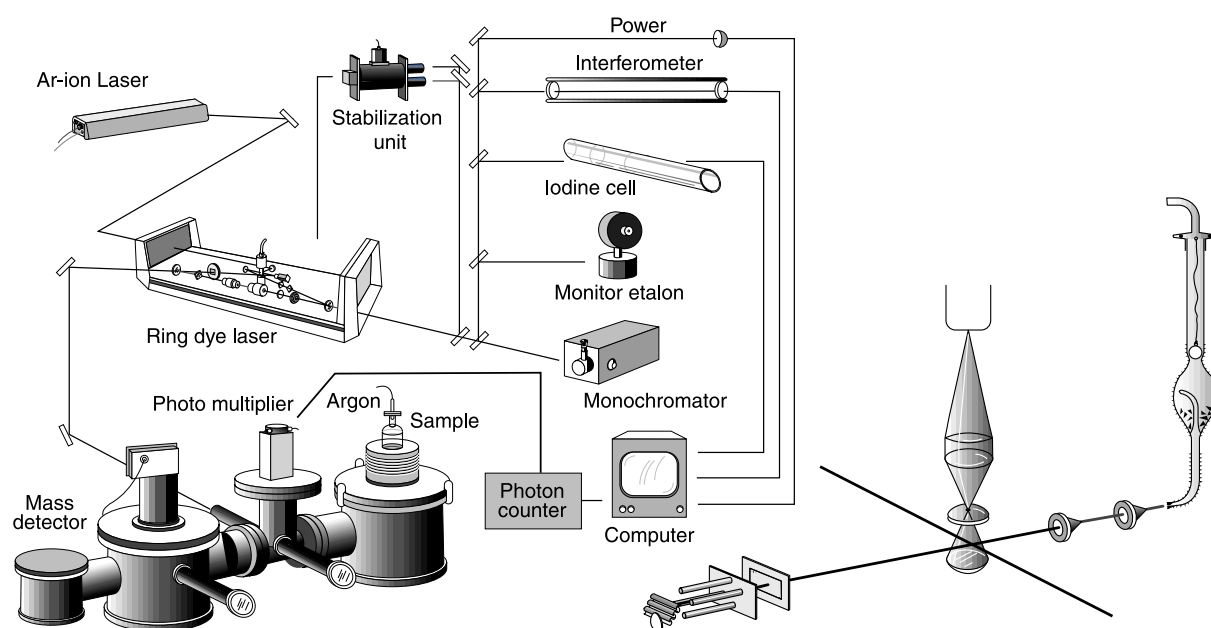 Power
Interferometer
Ar-ion Laser
Stabilization
unit
Iodine cell
Monitor etalon
Ring dye laser
Monochromator
Photo multiplier
Argon
Sample
Mass
detector
Photon
counter
Computer